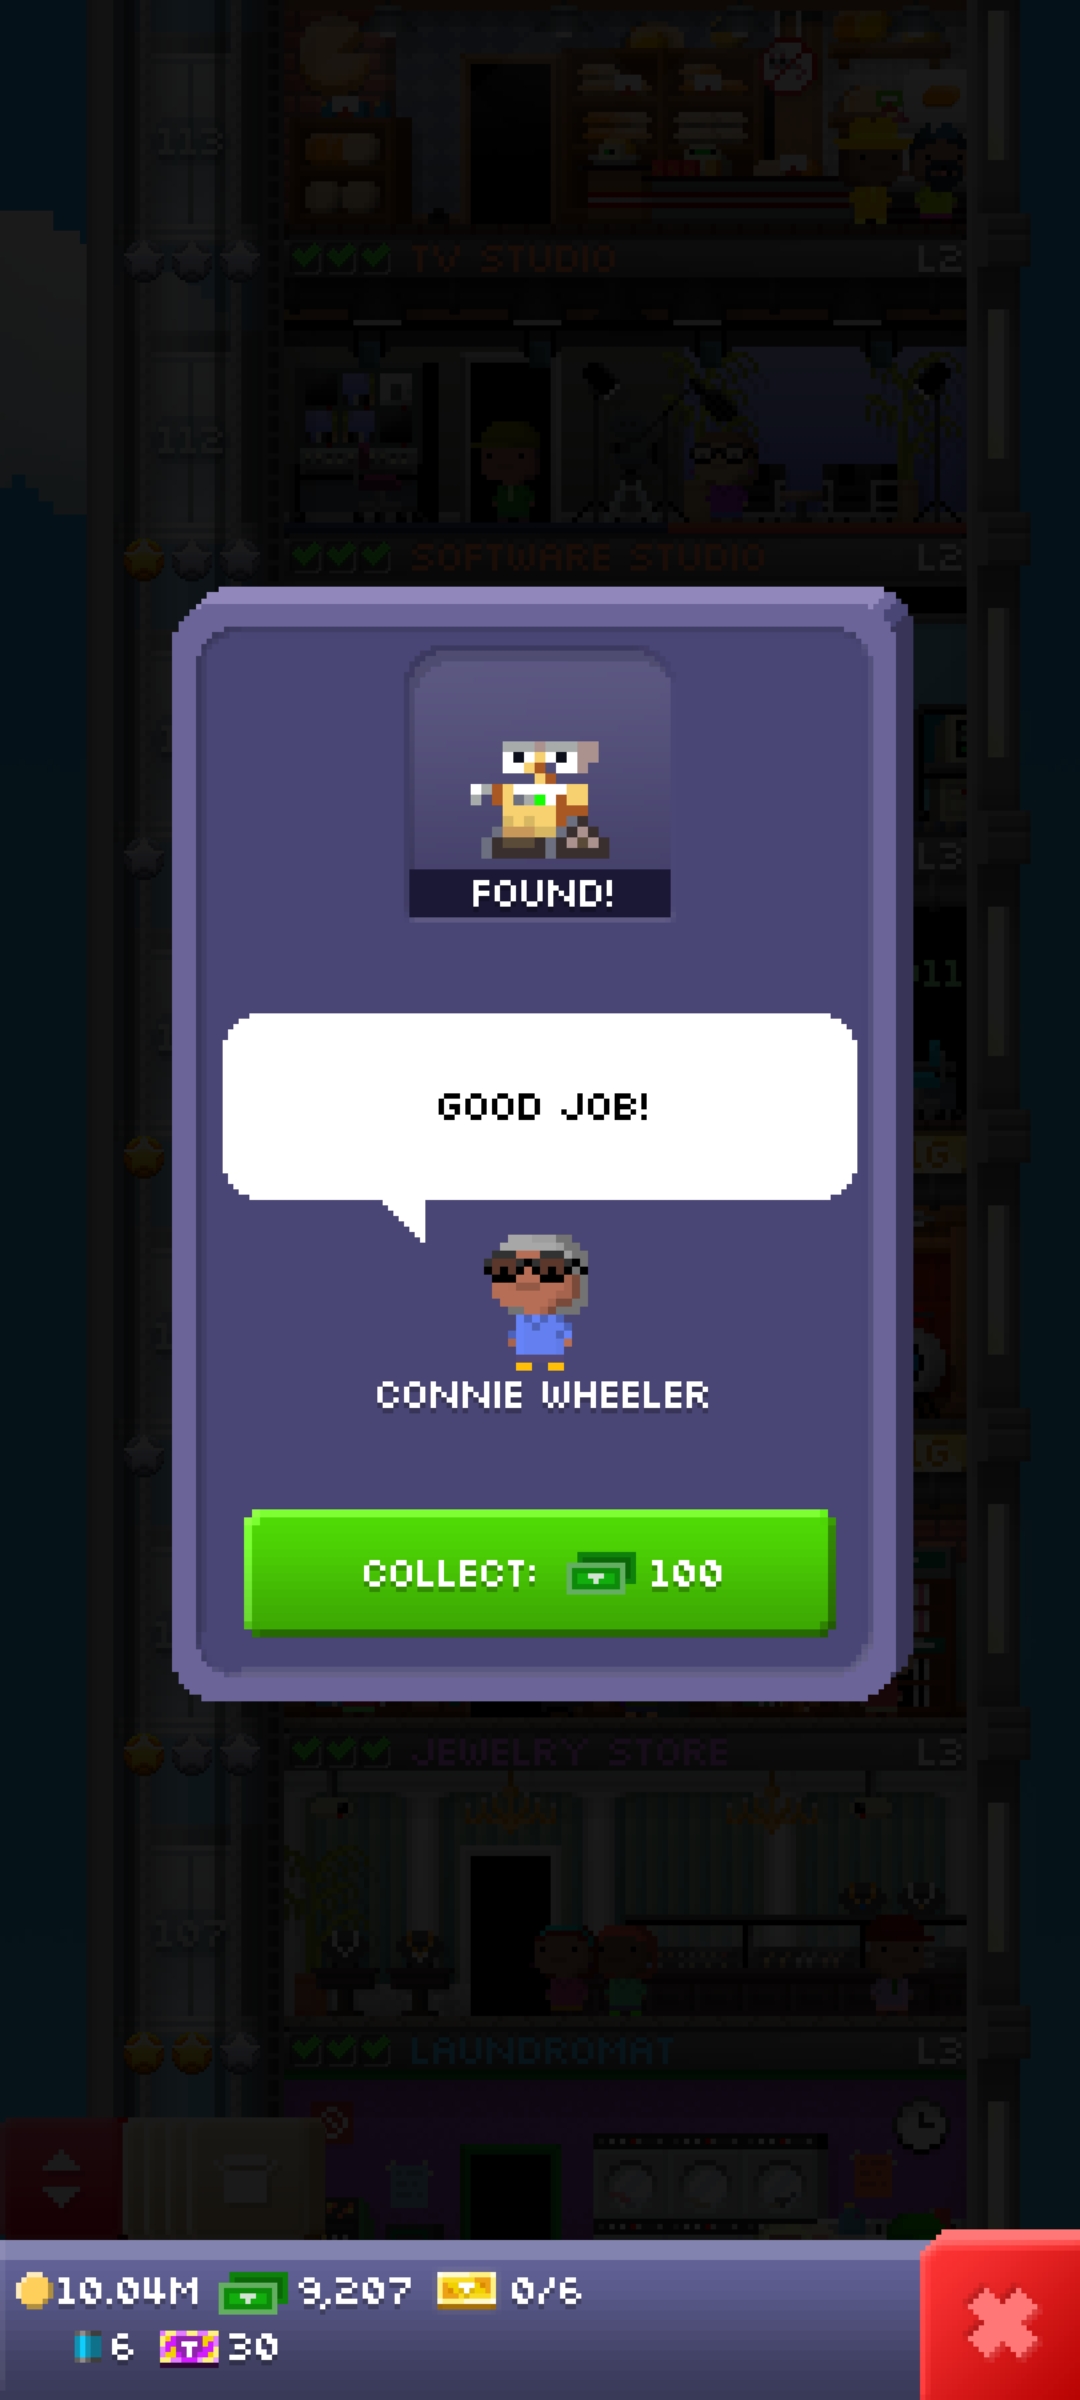 113
TV STUDIO
L2
112
SOFTWARE STUDIO
L2
FOUND!
L3
GOOD JOB!
CONNIE WHEELER
COLLECT: 100
JEWELRY STORE
L3
107
LAUNDROMAT
L3
10.04M 9,207 0/6
6 30